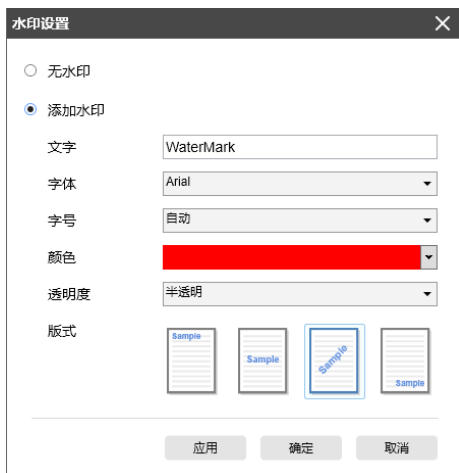 水印设置
无水印
添加水印
文字 WaterMark
字体 Arial
字号 自动
颜色
透明度 半透明
版式 Sample Sample Sample Sample
应用 确定 取消